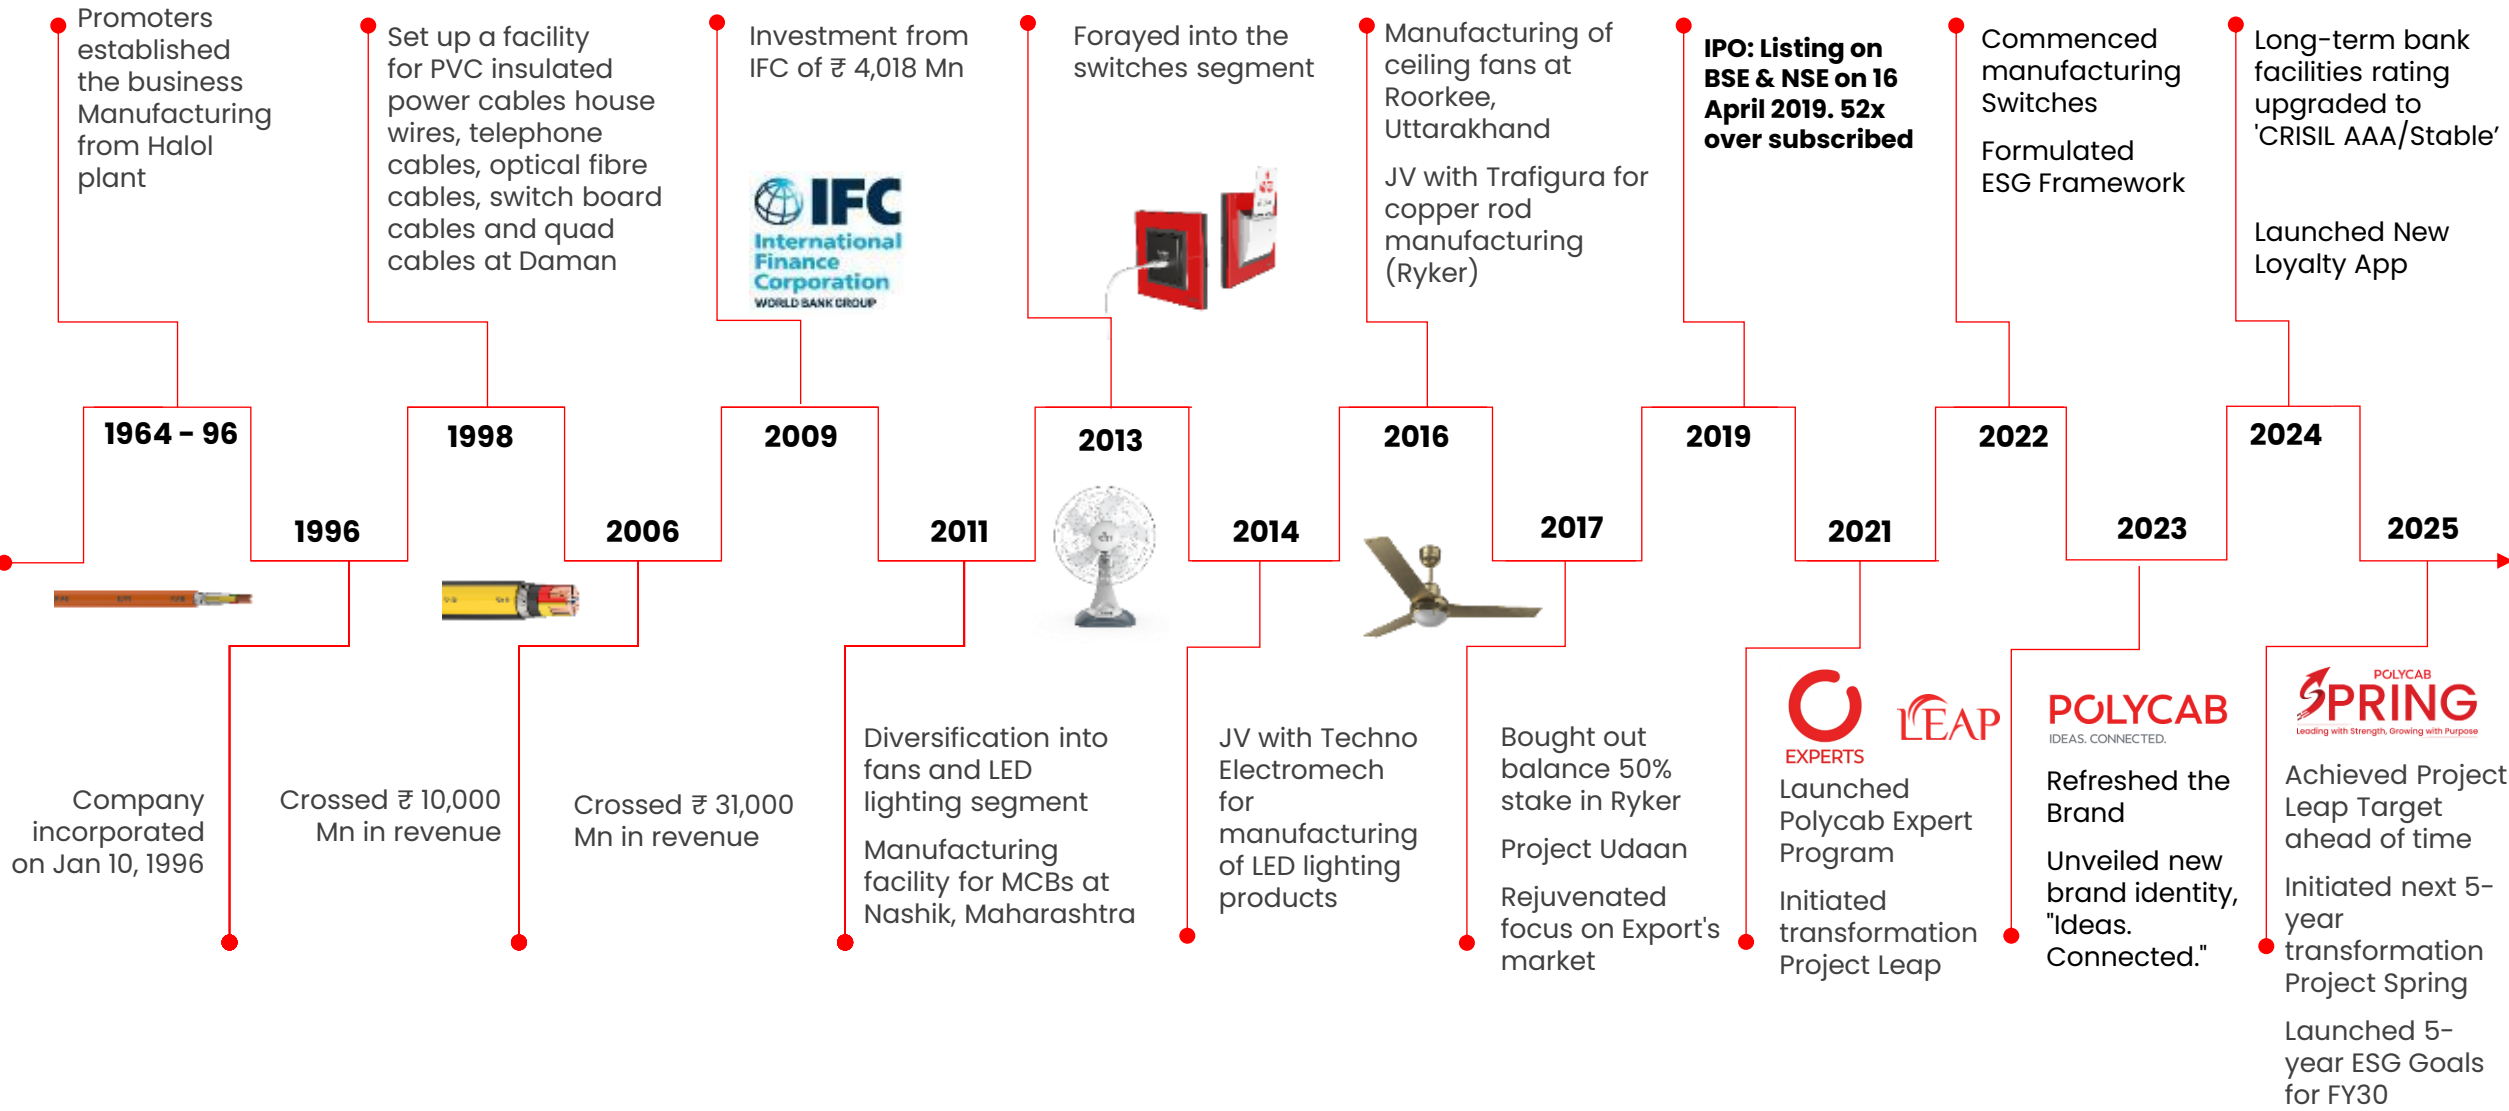 Promoters
established
the business
Manufacturing
from Halol
plant
Set up a facility
for PVC insulated
power cables house
wires, telephone
cables, optical fibre
cables, switch board
cables and quad
cables at Daman
Investment from
IFC of ₹ 4,018 Mn
IFC
International
Finance
Corporation
WORLD BANK GROUP
Forayed into the
switches segment
Manufacturing of
ceiling fans at
Roorkee,
Uttarakhand
JV with Trafigura for
copper rod
manufacturing
(Ryker)
IPO: Listing on
BSE & NSE on 16
April 2019. 52x
over subscribed
Commenced
manufacturing
Switches
Formulated
ESG Framework
Long-term bank
facilities rating
upgraded to
'CRISIL AAA/Stable’
Launched New
Loyalty App
1964 - 96
1998
2009
2013
2016
2019
2022
2024
1996
2006
2011
2014
2017
2021
2023
2025
Company
incorporated
on Jan 10, 1996
Crossed ₹ 10,000
Mn in revenue
Crossed ₹ 31,000
Mn in revenue
Diversification into
fans and LED
lighting segment
Manufacturing
facility for MCBs at
Nashik, Maharashtra
JV with Techno
Electromech
for
manufacturing
of LED lighting
products
Bought out
balance 50%
stake in Ryker
Project Udaan
Rejuvenated
focus on Export's
market
EXPERTS
LEAP
Launched
Polycab Expert
Program
Initiated
transformation
Project Leap
POLYCAB
IDEAS. CONNECTED.
Refreshed the
Brand
Unveiled new
brand identity,
"Ideas.
Connected."
POLYCAB
SPRING
Leading with Strength, Growing with Purpose
Achieved Project
Leap Target
ahead of time
Initiated next 5-
year
transformation
Project Spring
Launched 5-
year ESG Goals
for FY30